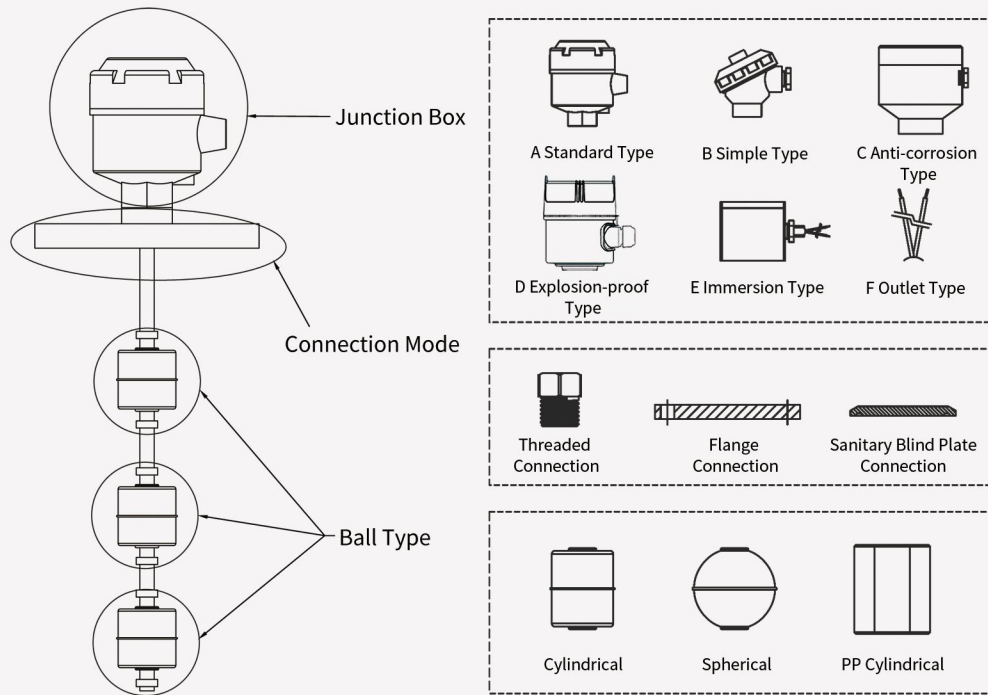 Junction Box
Connection Mode
Ball Type
A Standard Type
B Simple Type
C Anti-corrosion
Type
D Explosion-proof
Type
E Immersion Type
F Outlet Type
Threaded
Connection
Flange
Connection
Sanitary Blind Plate
Connection
Cylindrical
Spherical
PP Cylindrical